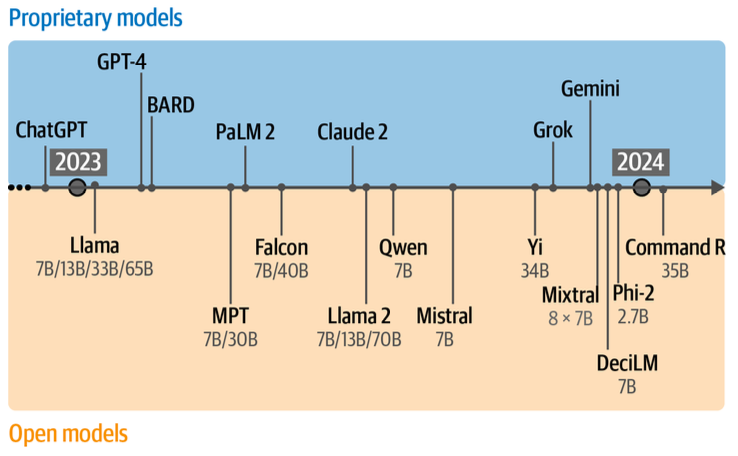 Proprietary models
GPT-4
BARD
Gemini
ChatGPT
PaLM 2
Claude 2
Grok
2023
2024
Llama
7B/13B/33B/65B
Falcon
7B/40B
Qwen
7B
Yi
34B
Command R
35B
MPT
7B/30B
Llama 2
7B/13B/70B
Mistral
7B
Mixtral
8 × 7B
Phi-2
2.7B
DeciLM
7B
Open models